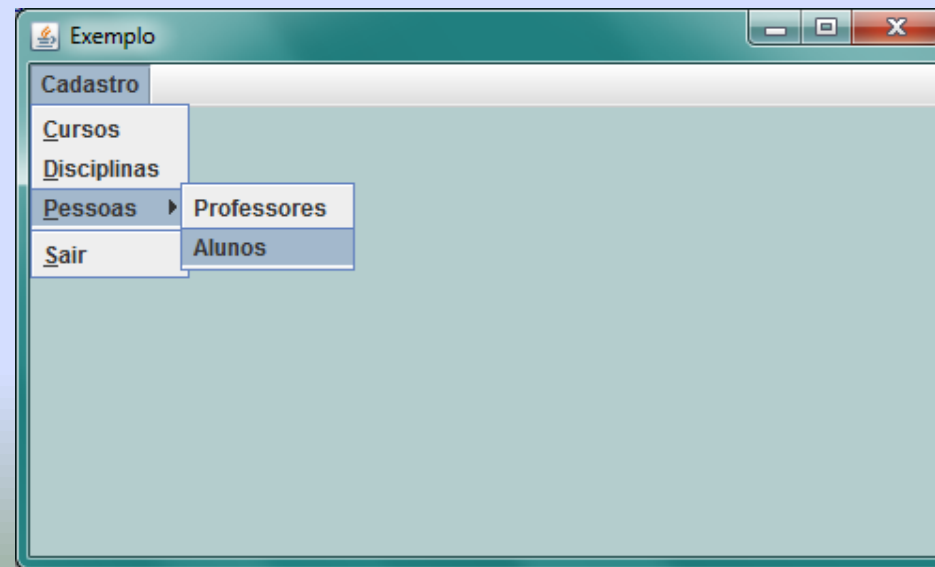 Exemplo
Cadastro
Cursos
Disciplinas
Pessoas
Professores
Alunos
Sair